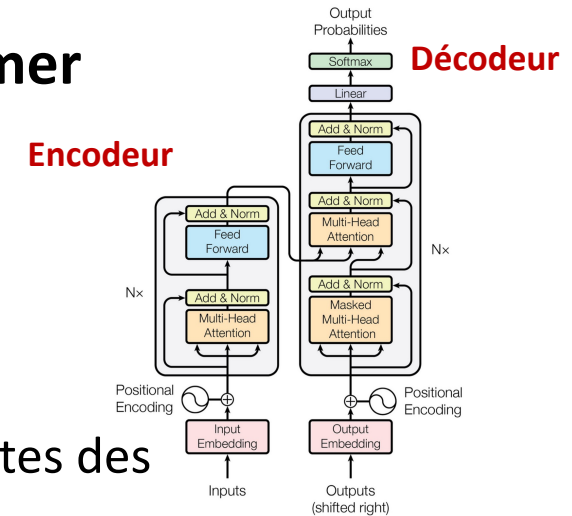 mer
Encodeur
Décodeur
Output
Probabilities
Softmax
Linear
Add & Norm
Feed
Forward
Add & Norm
Multi-Head
Attention
Add & Norm
Masked
Multi-Head
Attention
N×
Add & Norm
Feed
Forward
N×
Add & Norm
Multi-Head
Attention
Positional
Encoding
Positional
Encoding
Input
Embedding
Output
Embedding
Inputs
Outputs
(shifted right)
tes des